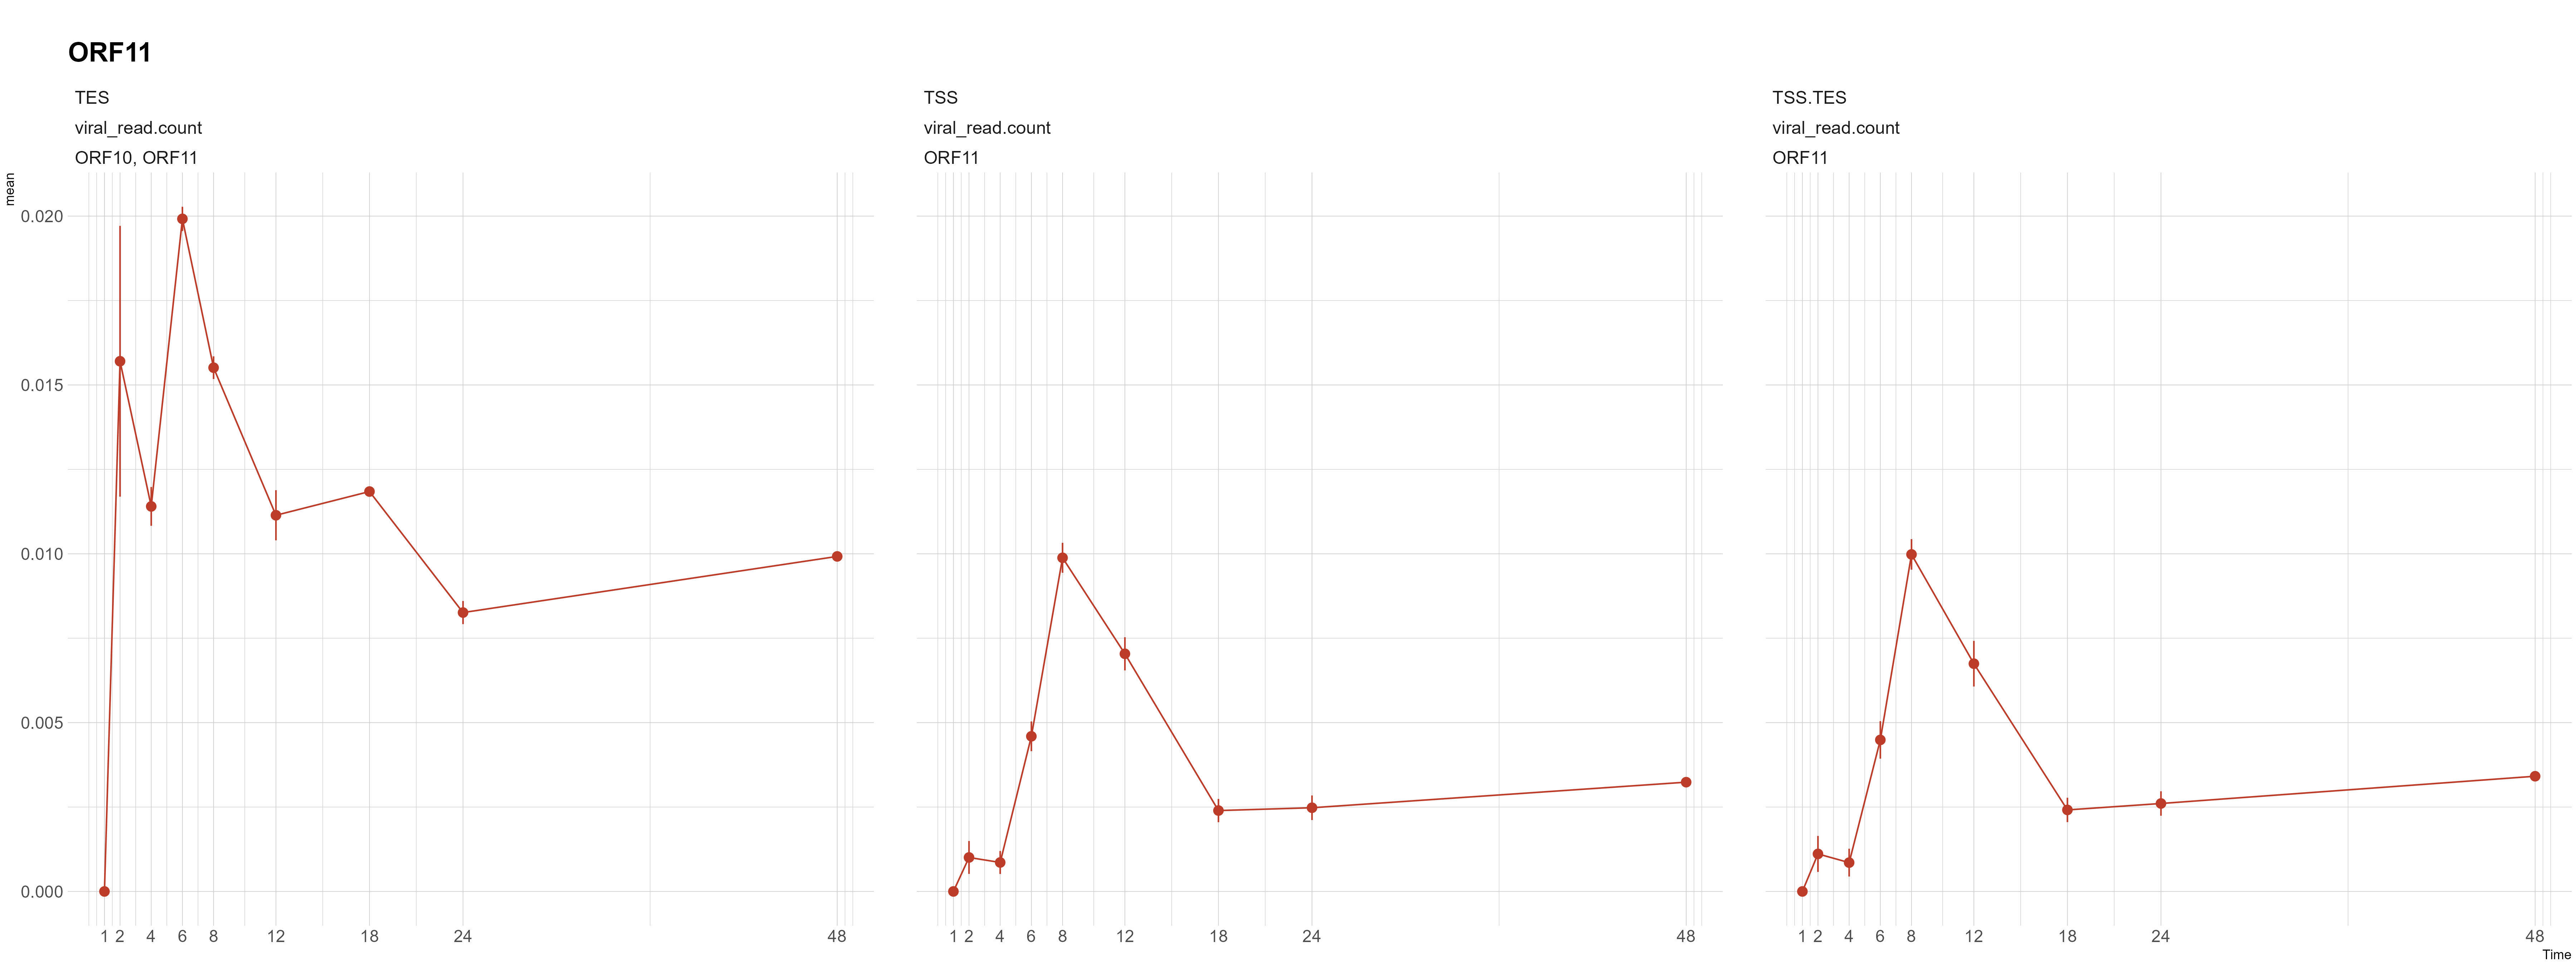 ORF11
TES
viral_read.count
ORF10, ORF11
TSS
viral_read.count
ORF11
TSS.TES
viral_read.count
ORF11
mean
0.020
0.015
0.010
0.005
0.000
1 2 4 6 8 12 18 24 48
1 2 4 6 8 12 18 24 48
1 2 4 6 8 12 18 24 48
Time